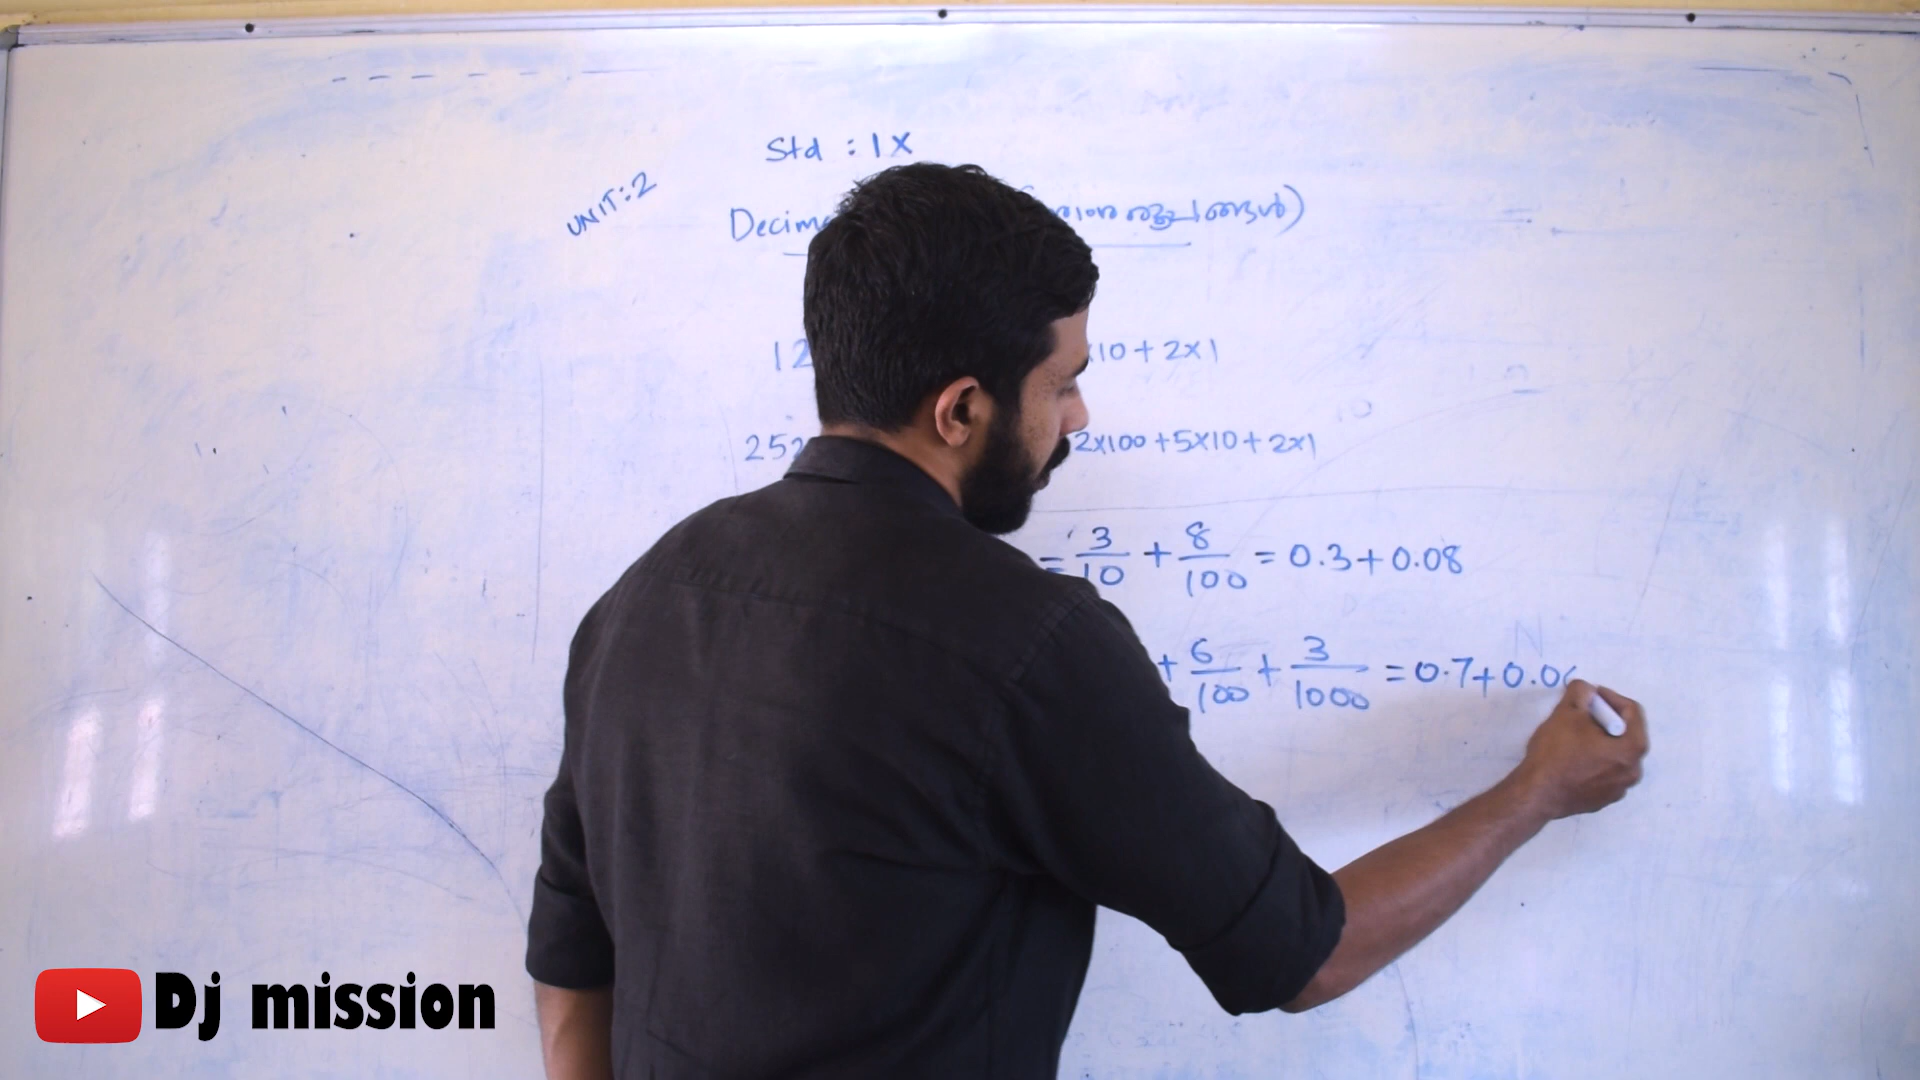 Std : IX
UNIT:2
Decim
12 ×10+2×1
252 2×100+5×10+2×1
= 3/10 + 8/100 = 0.3+0.08
+ 6/100 + 3/1000 = 0.7+0.06
Dj mission